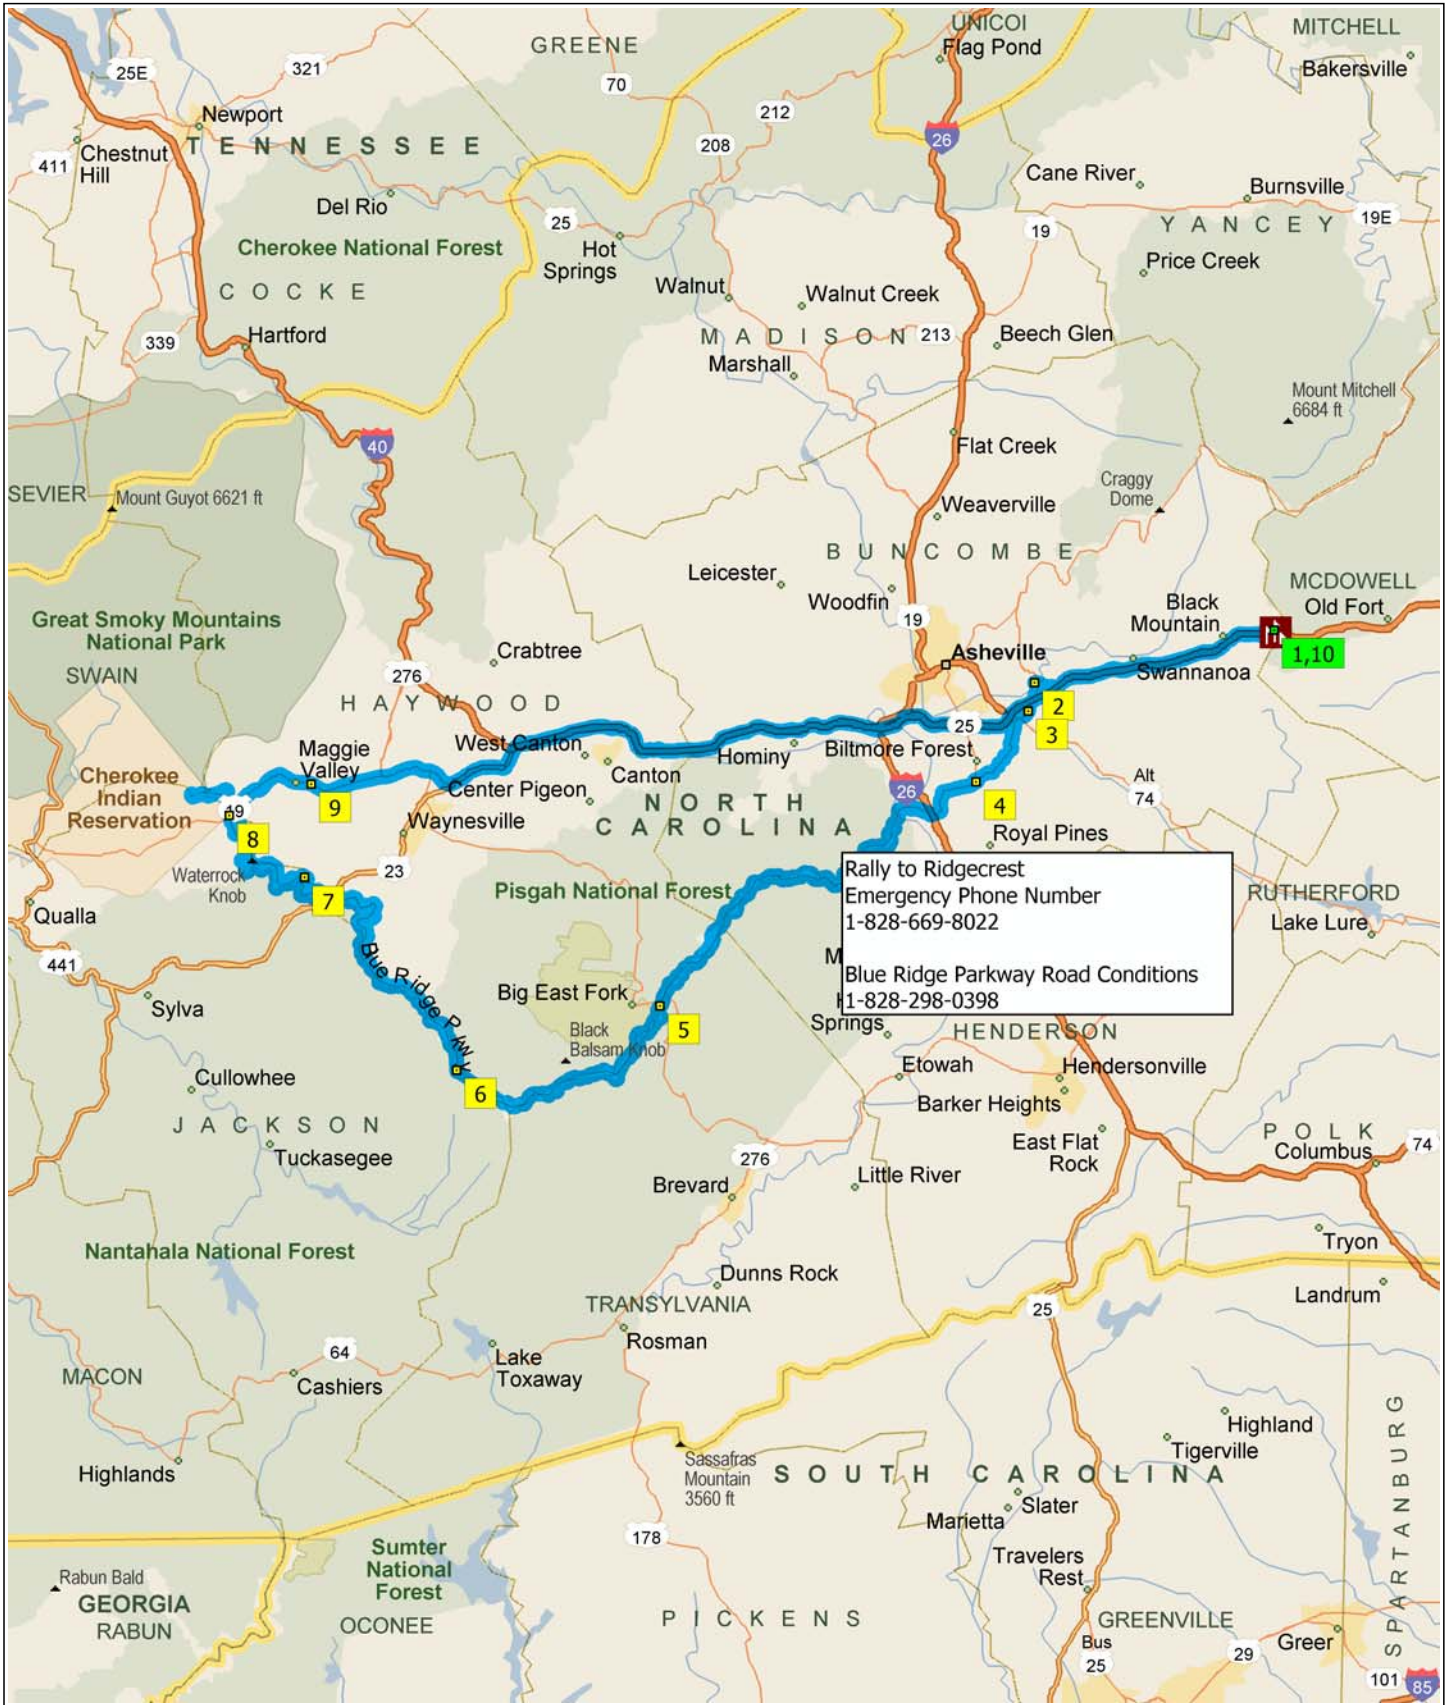 UNICOI
Flag Pond
MITCHELL
Bakersville
GREENE
25E
321
70
Newport
TENNESSEE
212
26
411
Chestnut
Hill
208
Cane River
Burnsville
Del Rio
25
19
YANCEY
19E
Cherokee National Forest
Hot
Springs
Price Creek
COCKE
Walnut
Walnut Creek
339
Hartford
MADISON
213
Beech Glen
Marshall
Mount Mitchell
6684 ft
40
Flat Creek
SEVIER
Mount Guyot 6621 ft
Craggy
Dome
Weaverville
BUNCOMBE
Leicester
MCDOWELL
Old Fort
Woodfin
Black
Mountain
Great Smoky Mountains
National Park
19
1,10
Crabtree
Asheville
SWAIN
276
Swannanoa
HAYWOOD
2
3
25
Maggie
Valley
West Canton
Hominy
Biltmore Forest
Cherokee
Indian
Reservation
Canton
Center Pigeon
26
Alt
74
19
9
NORTH
CAROLINA
4
8
Waynesville
Royal Pines
Waterrock
Knob
23
7
Pisgah National Forest
Rally to Ridgecrest
Emergency Phone Number
1-828-669-8022
Blue Ridge Parkway Road Conditions
1-828-298-0398
RUTHERFORD
Lake Lure
Qualla
441
Blue Ridge Pkwy
M
Sylva
Big East Fork
5
Springs
Black
Balsam Knob
HENDERSON
Etowah
Hendersonville
Cullowhee
6
Barker Heights
JACKSON
East Flat
Rock
POLK
Columbus
74
Tuckasegee
276
Brevard
Little River
Nantahala National Forest
Tryon
Dunns Rock
Landrum
TRANSYLVANIA
25
Rosman
64
Lake
Toxaway
MACON
Cashiers
Highland
Tigerville
SPARTANBURG
Highlands
Sassafras
Mountain
3560 ft
SOUTH CAROLINA
Slater
Marietta
178
Sumter
National
Forest
Travelers
Rest
Rabun Bald
GEORGIA
RABUN
OCONEE
PICKENS
GREENVILLE
Bus
25
29
Greer
101
85